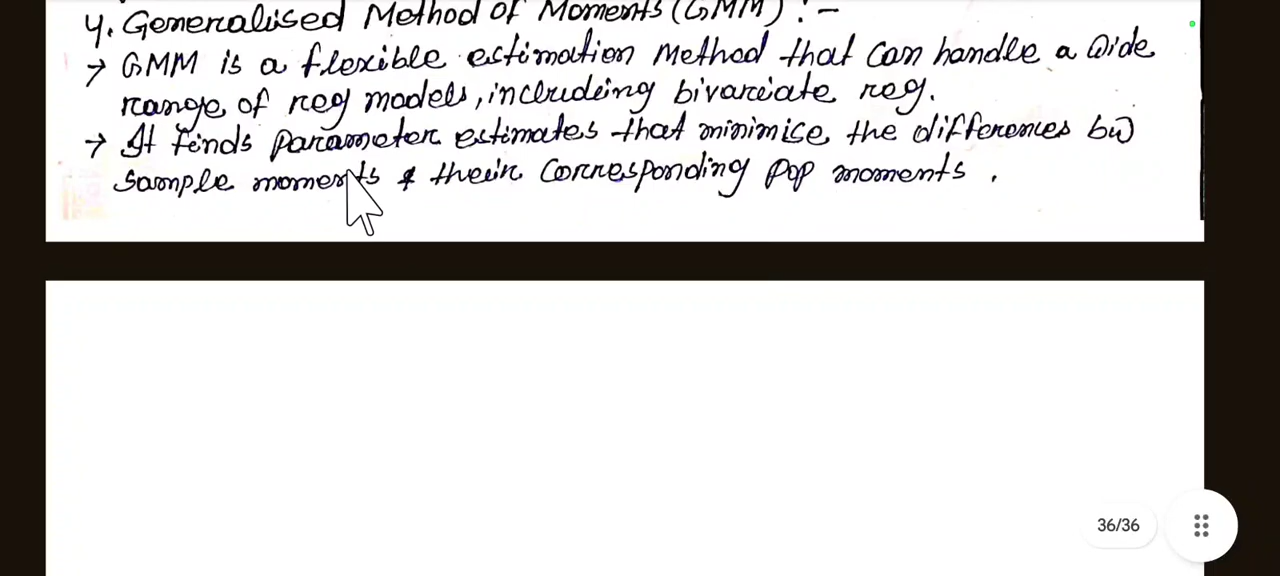 4. Generalised Method of Moments (GMM) : -
→ GMM is a flexible estimation Method that can handle a wide
range of reg models, including bivariate reg.
→ It finds parameter estimates that minimise the differences bw
sample moments & their corresponding pop moments .
36/36